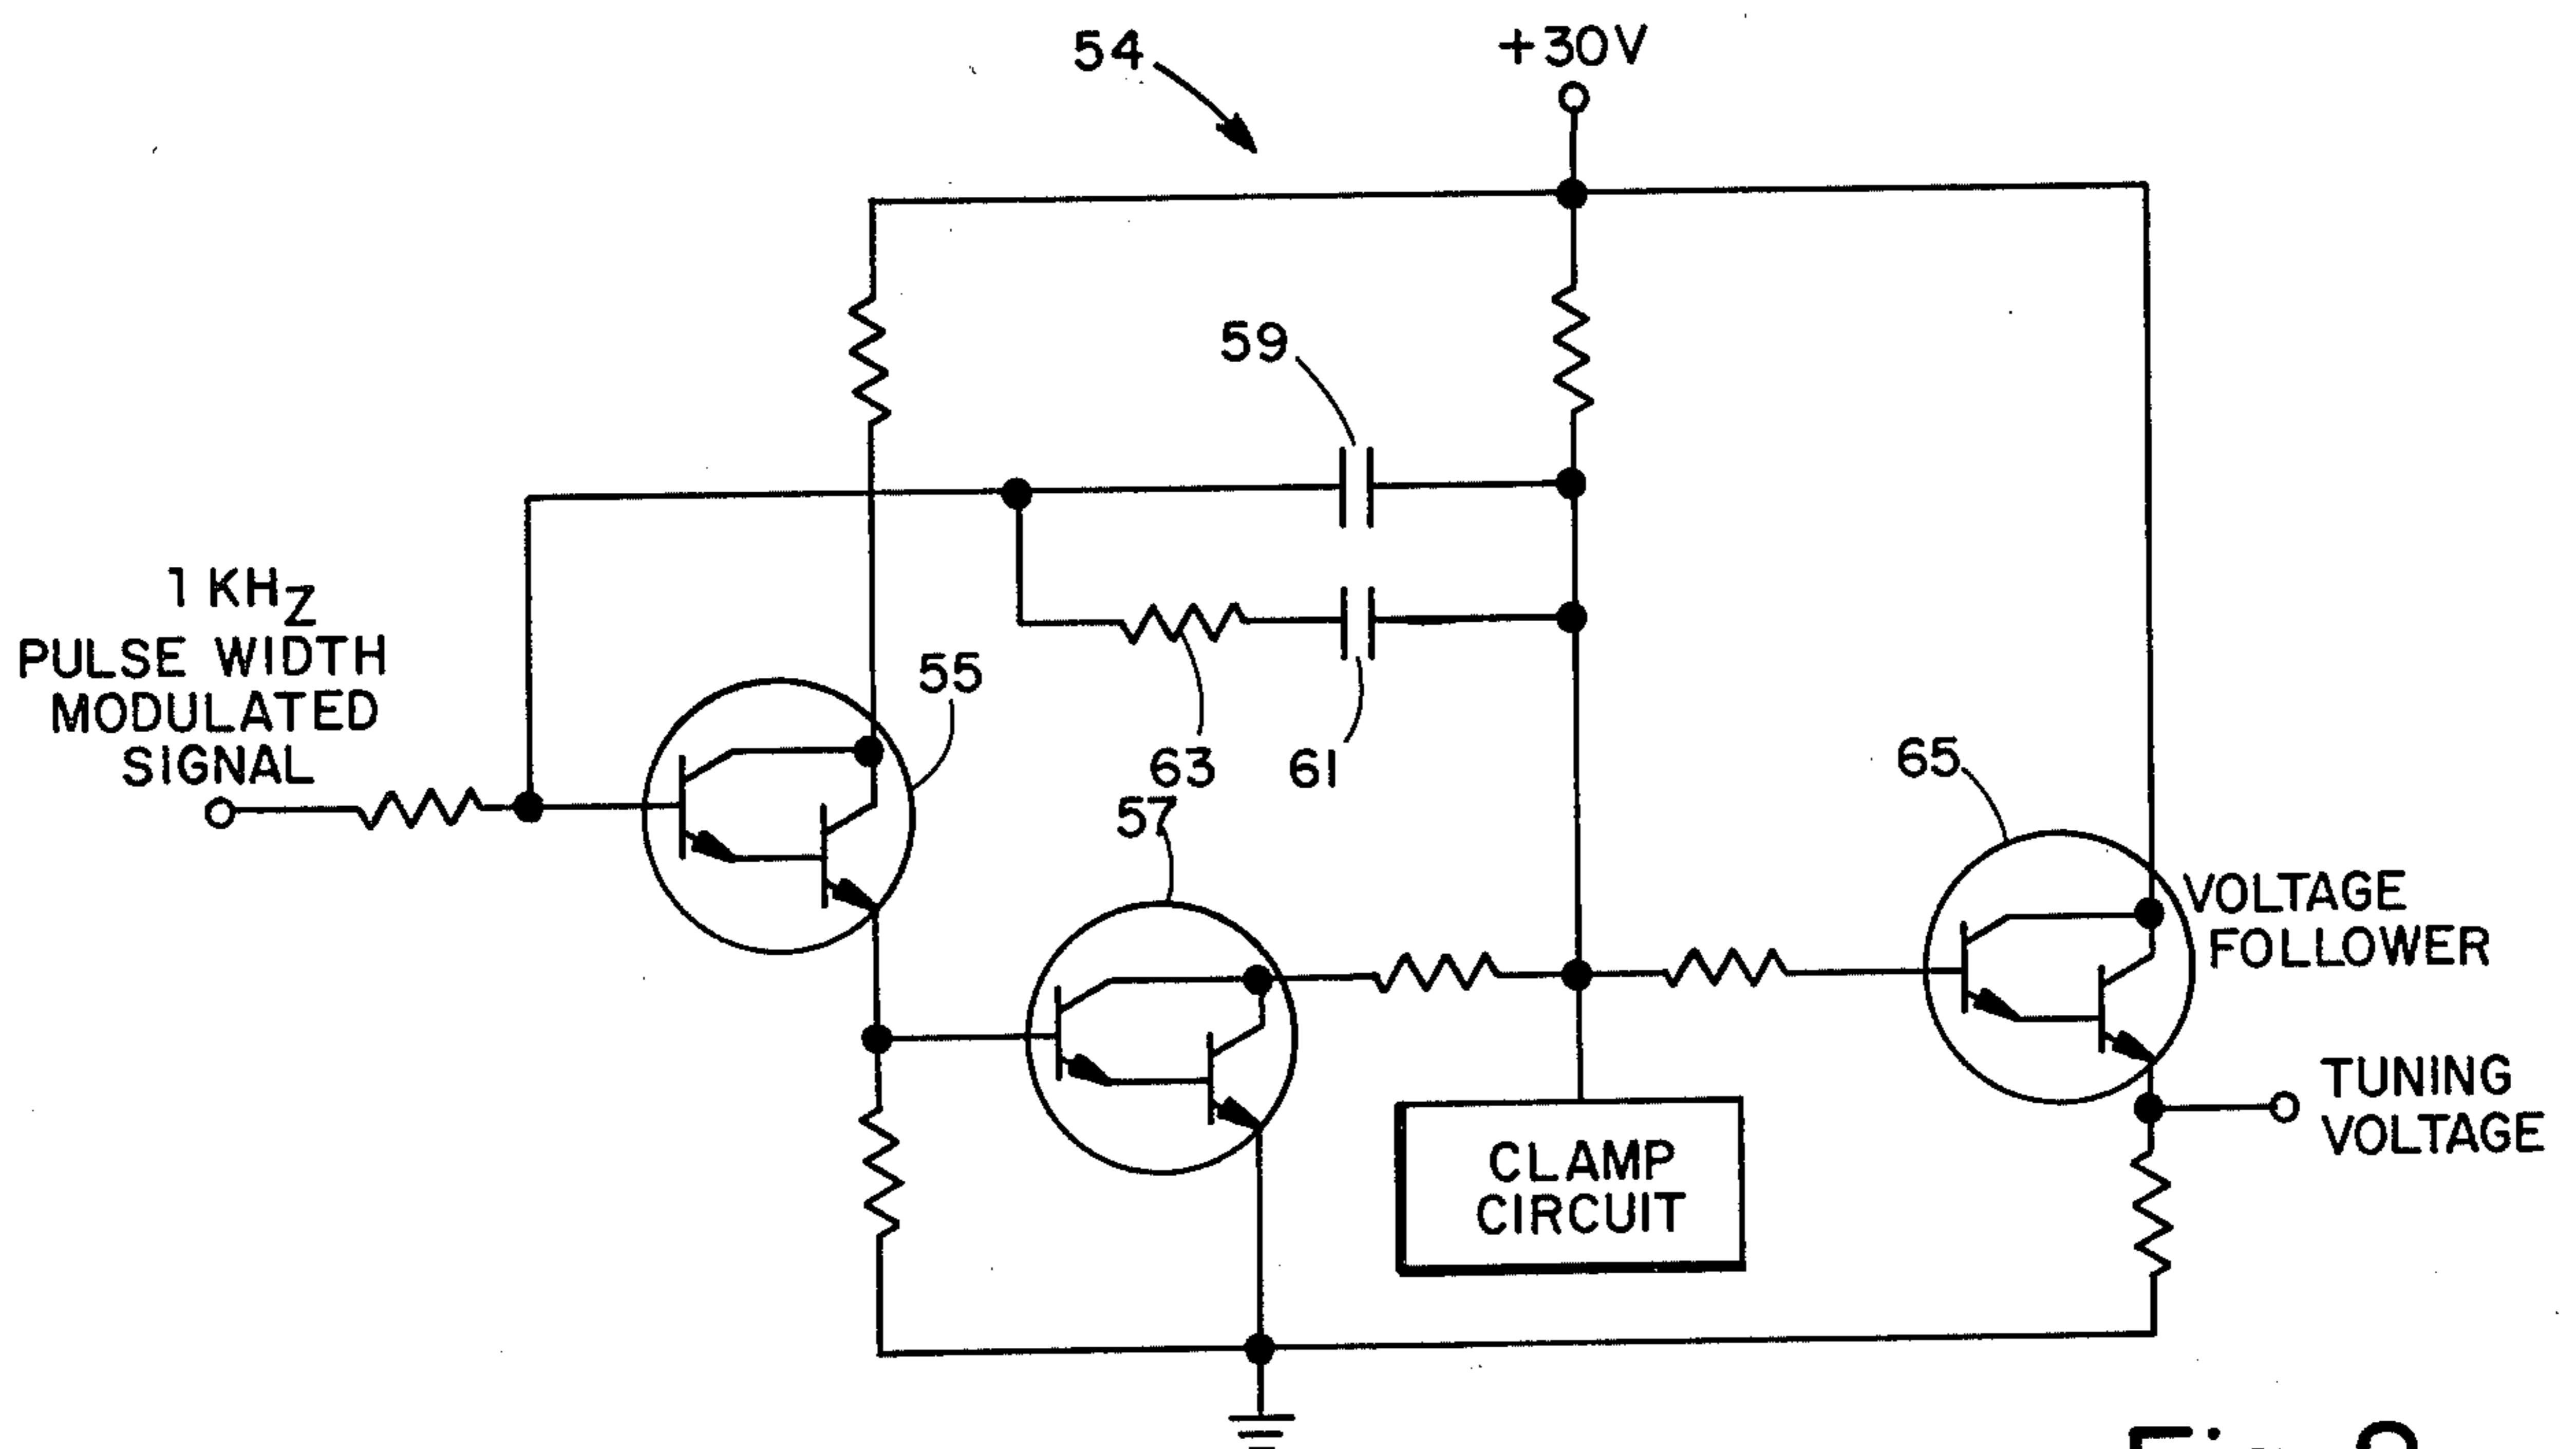 54
+30V
59
1 KHZ
PULSE WIDTH
MODULATED
SIGNAL
55
63
61
57
65
VOLTAGE
FOLLOWER
TUNING
VOLTAGE
CLAMP
CIRCUIT